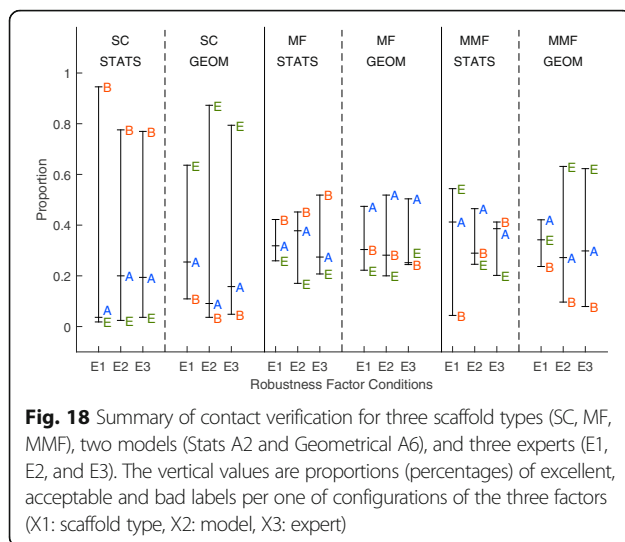 SC SC MF MF MMF MMF
STATS GEOM STATS GEOM STATS GEOM
1
0.8
0.6
0.4
0.2
0
Proportion
B
A
E
B
A
E
B
A
E
E
A
B
E
A
B
E
A
B
B
A
E
B
A
E
B
A
E
A
B
E
A
B
E
A
E
B
E
A
B
A
B
E
B
A
E
A
E
B
E
A
B
E
A
B
E1 E2 E3 E1 E2 E3 E1 E2 E3 E1 E2 E3 E1 E2 E3 E1 E2 E3
Robustness Factor Conditions
Fig. 18 Summary of contact verification for three scaffold types (SC, MF,
MMF), two models (Stats A2 and Geometrical A6), and three experts (E1,
E2, and E3). The vertical values are proportions (percentages) of excellent,
acceptable and bad labels per one of configurations of the three factors
(X1: scaffold type, X2: model, X3: expert)